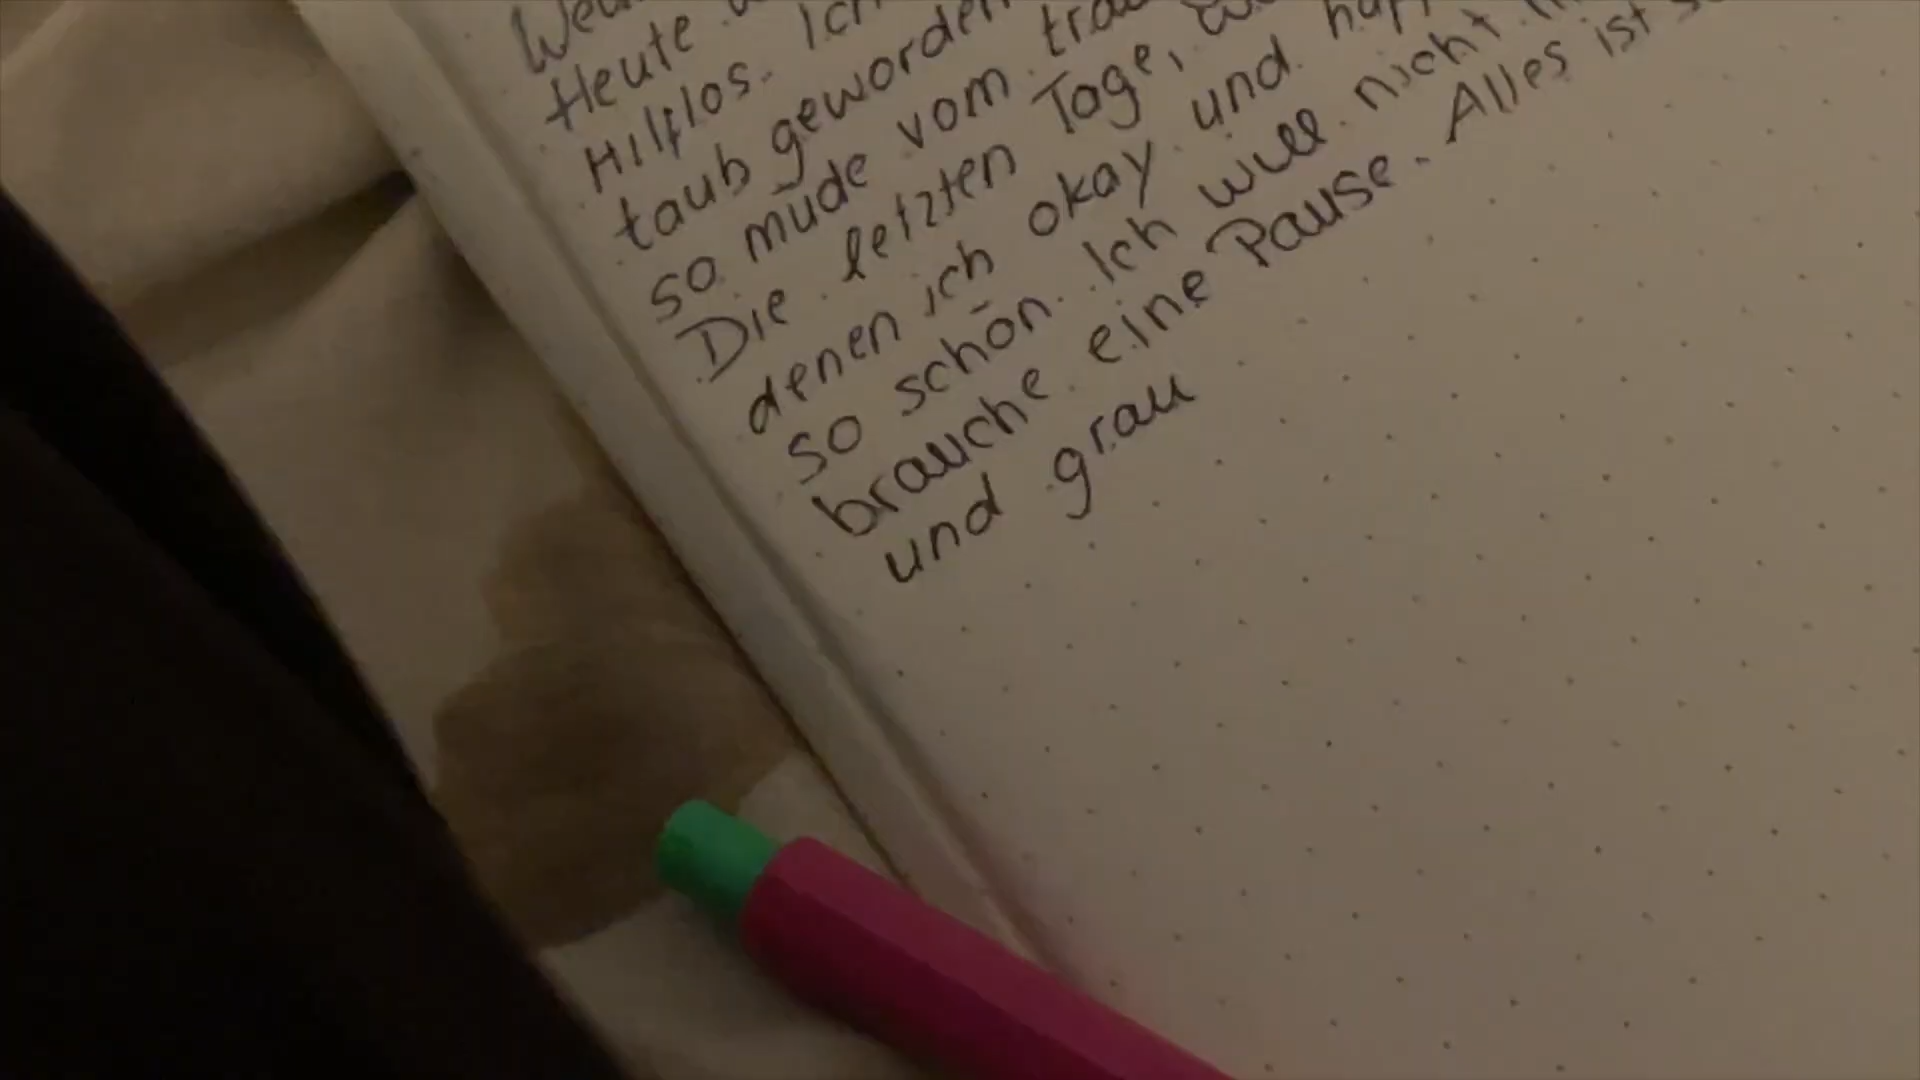 Heute
Hilflos. Ich
taub geworden
so müde vom
Die letzten Tage,
denen ich okay und
so schön. Ich will nicht
brauche eine Pause. Alles ist
und grau